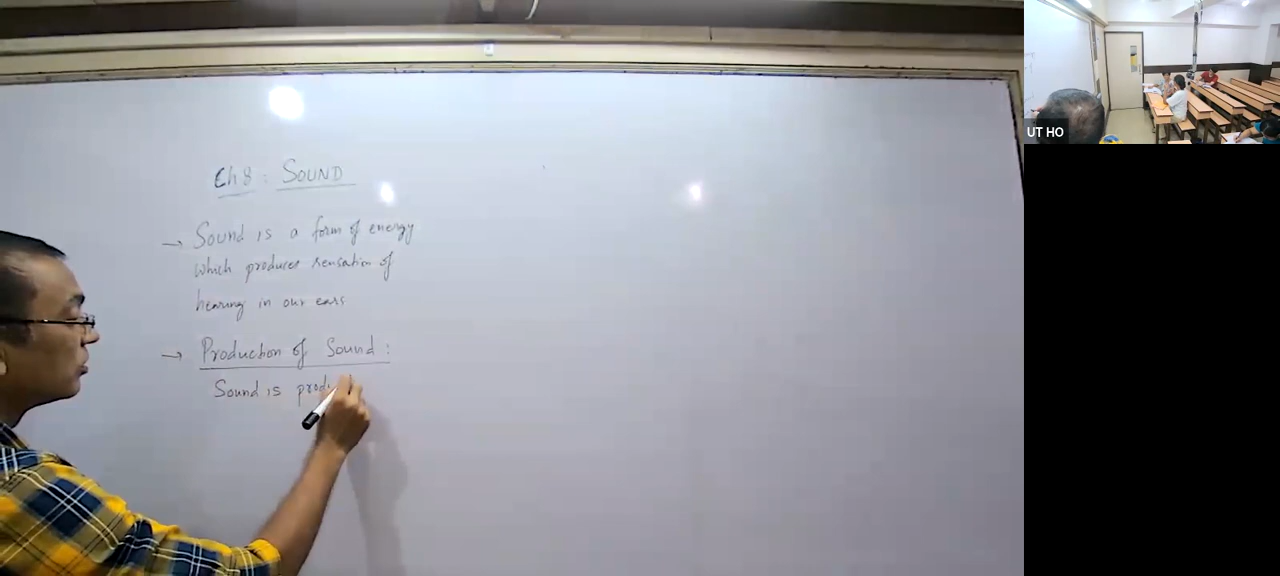 Ch 8 : SOUND
→ Sound is a form of energy
which produces sensation of
hearing in our ears
→ Production of Sound :
Sound is produ
UT HO